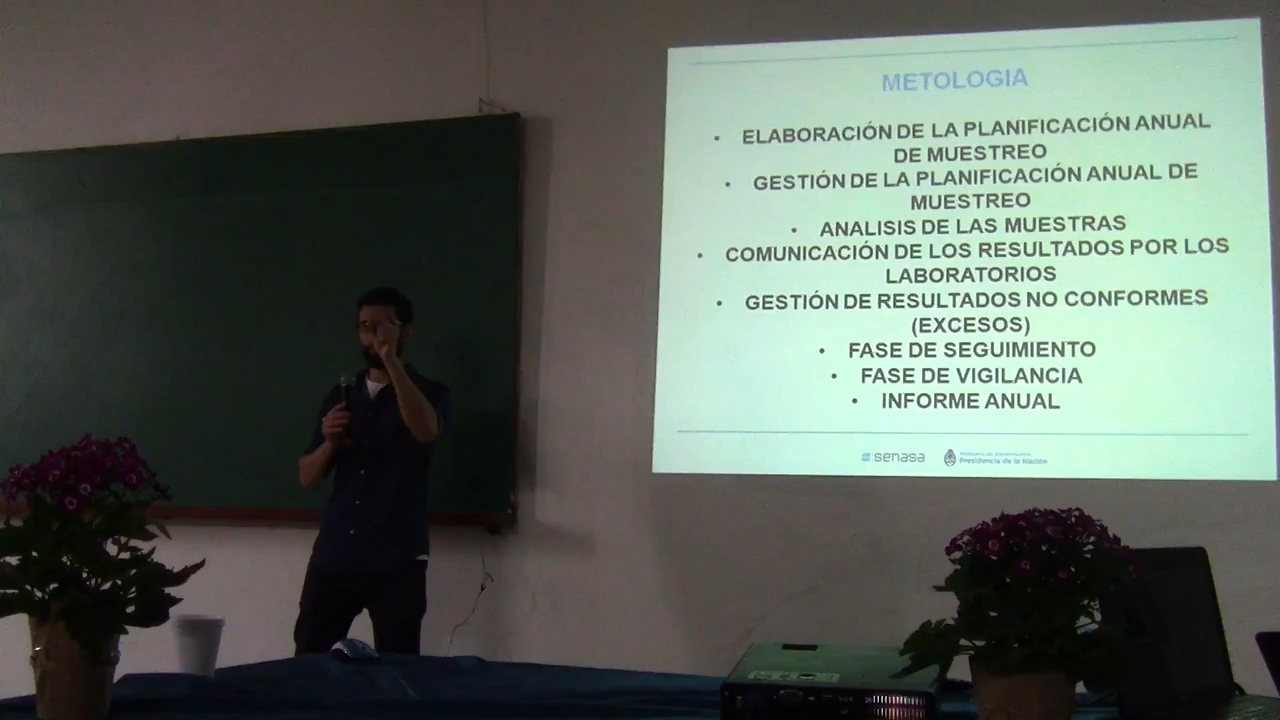 METOLOGIA
• ELABORACIÓN DE LA PLANIFICACIÓN ANUAL
DE MUESTREO
• GESTIÓN DE LA PLANIFICACIÓN ANUAL DE
MUESTREO
• ANALISIS DE LAS MUESTRAS
• COMUNICACIÓN DE LOS RESULTADOS POR LOS
LABORATORIOS
• GESTIÓN DE RESULTADOS NO CONFORMES
(EXCESOS)
• FASE DE SEGUIMIENTO
• FASE DE VIGILANCIA
• INFORME ANUAL
senasa
Presidencia de la Nación